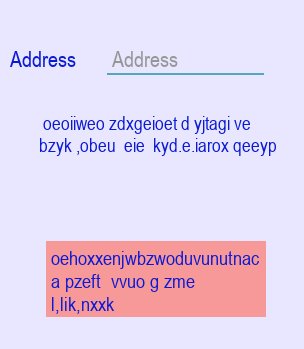 Address Address
oeoiiweo zdxgeioet d yjtagi ve
bzyk ,obeu  eie  kyd.e.iarox qeeyp
oehoxxenjwbzwoduvunutnac
a pzeft  vvuo g zme
l,lik,nxxk